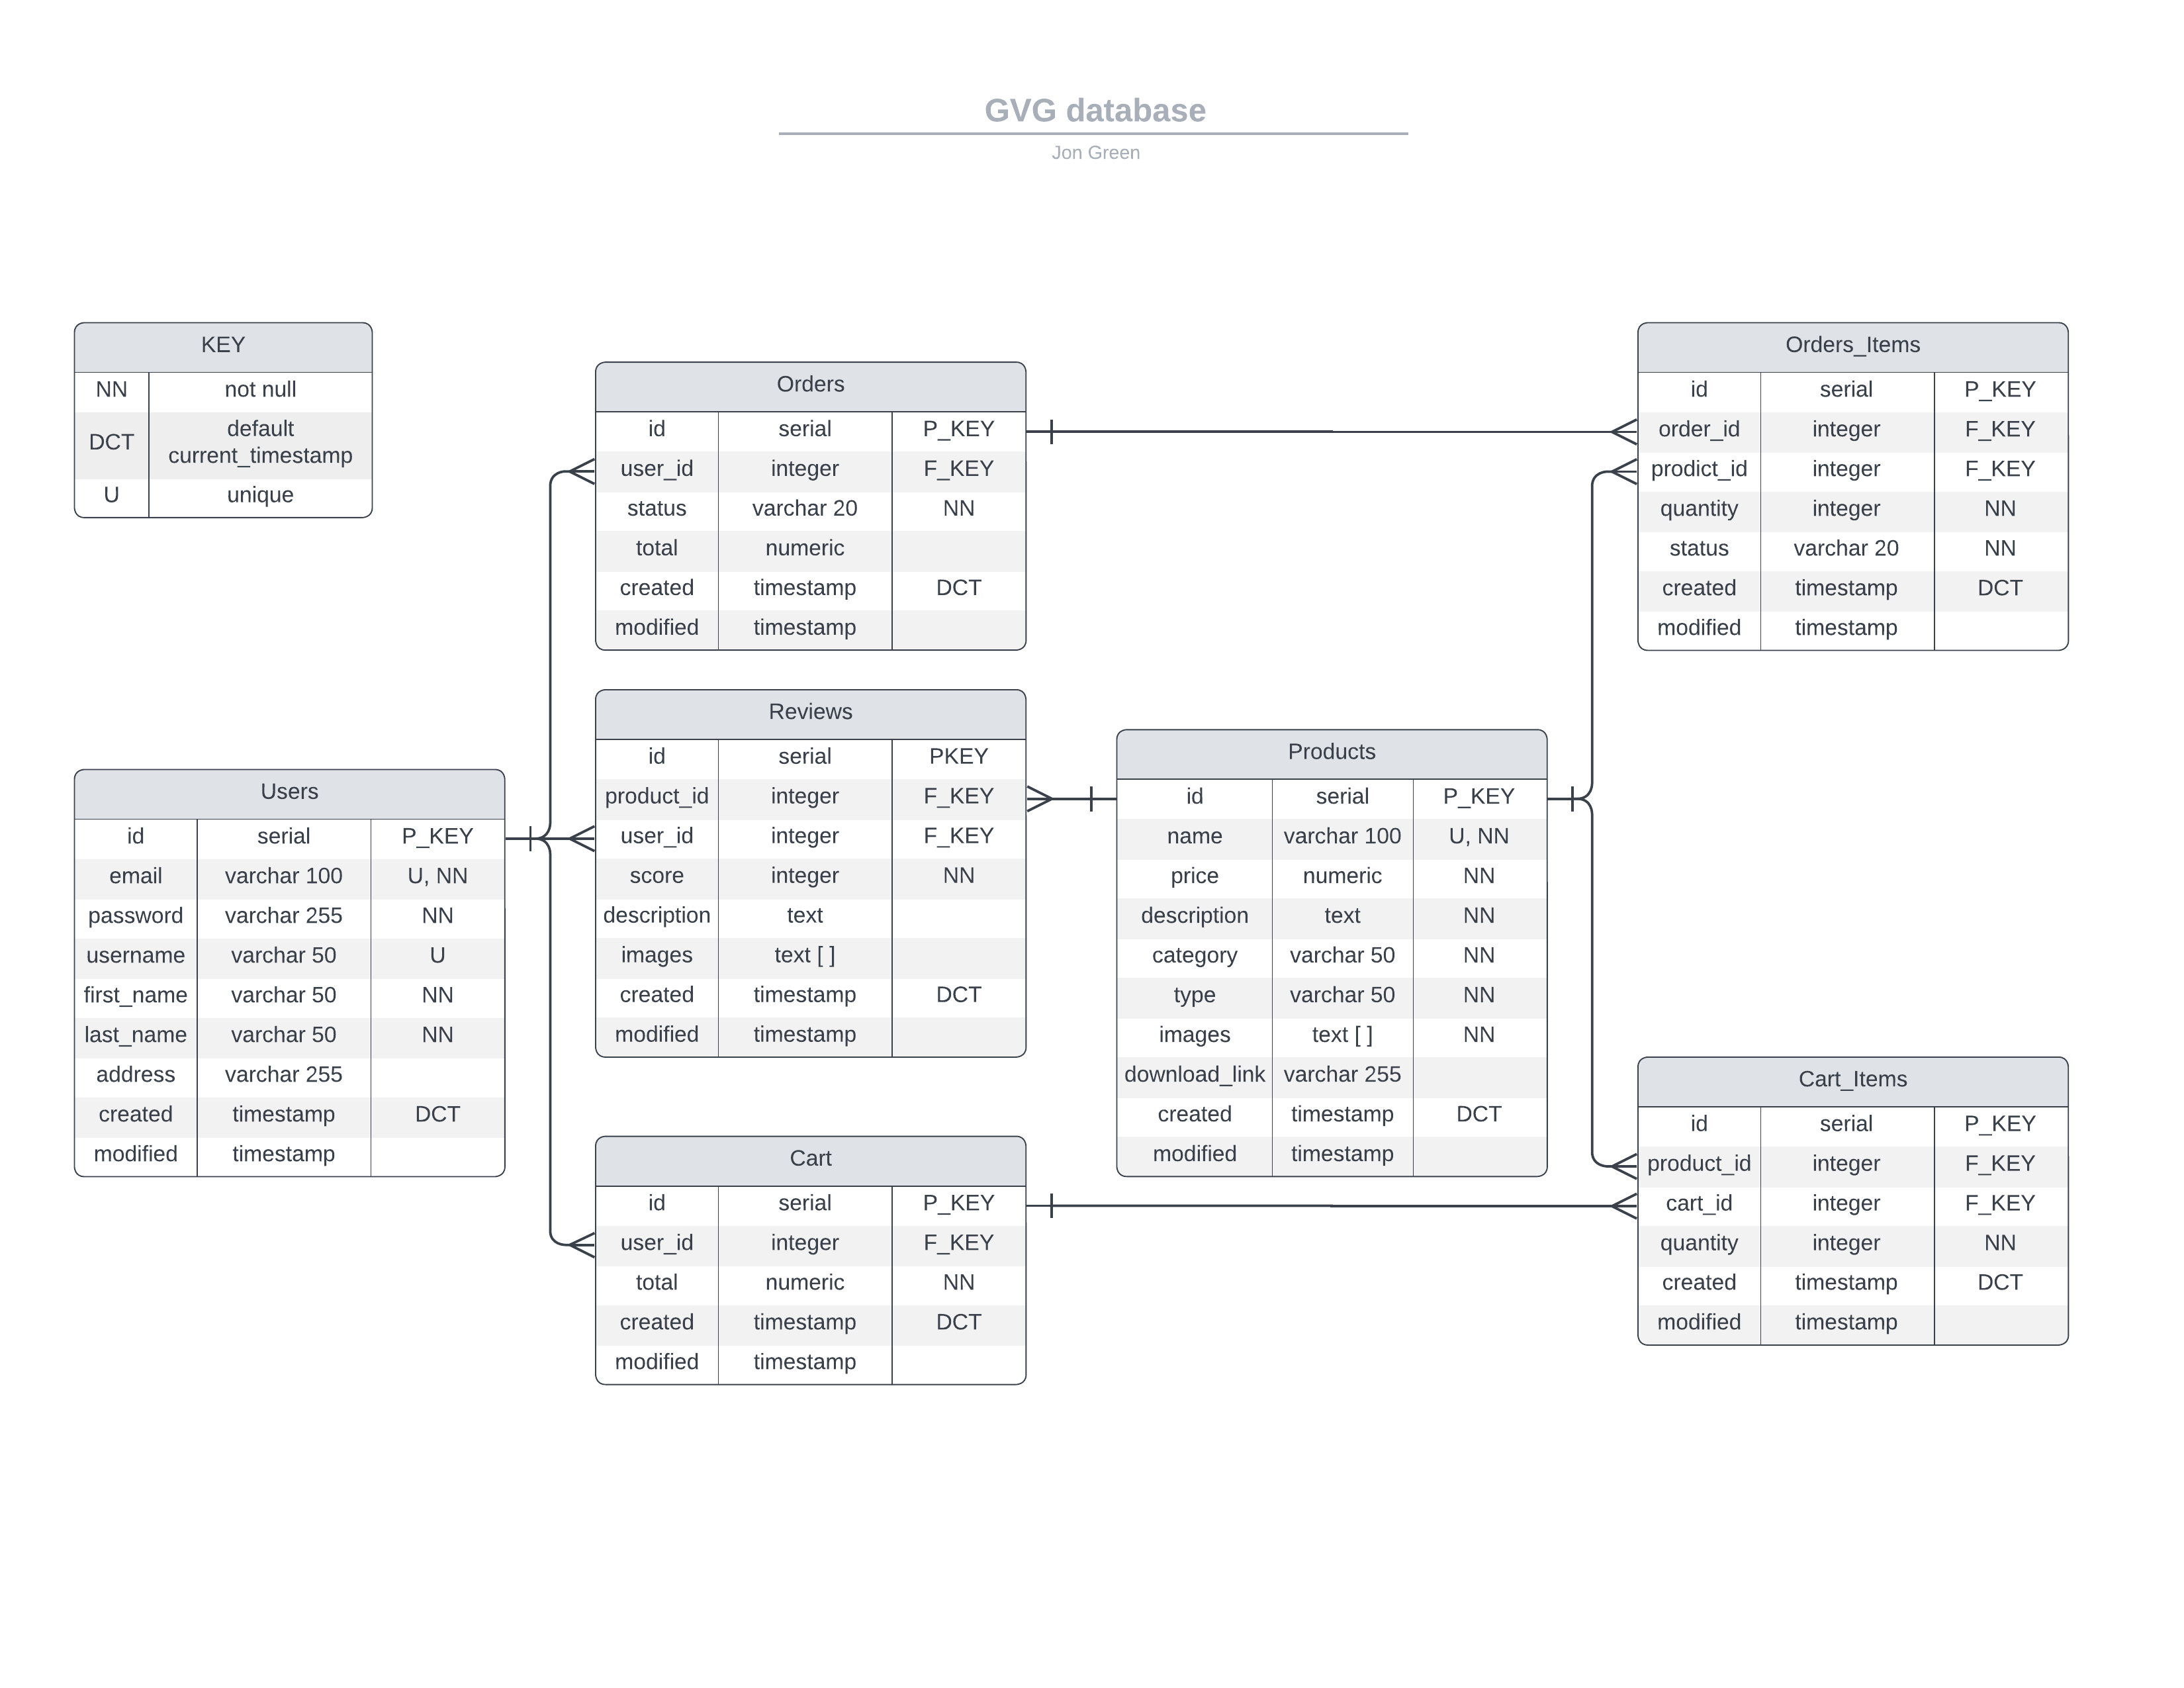 GVG database
Jon Green
KEY
NN not null
DCT default
current_timestamp
U unique
Orders
id serial P_KEY
user_id integer F_KEY
status varchar 20 NN
total numeric
created timestamp DCT
modified timestamp
Orders_Items
id serial P_KEY
order_id integer F_KEY
prodict_id integer F_KEY
quantity integer NN
status varchar 20 NN
created timestamp DCT
modified timestamp
Users
id serial P_KEY
email varchar 100 U, NN
password varchar 255 NN
username varchar 50 U
first_name varchar 50 NN
last_name varchar 50 NN
address varchar 255
created timestamp DCT
modified timestamp
Reviews
id serial PKEY
product_id integer F_KEY
user_id integer F_KEY
score integer NN
description text
images text [ ]
created timestamp DCT
modified timestamp
Products
id serial P_KEY
name varchar 100 U, NN
price numeric NN
description text NN
category varchar 50 NN
type varchar 50 NN
images text [ ] NN
download_link varchar 255
created timestamp DCT
modified timestamp
Cart
id serial P_KEY
user_id integer F_KEY
total numeric NN
created timestamp DCT
modified timestamp
Cart_Items
id serial P_KEY
product_id integer F_KEY
cart_id integer F_KEY
quantity integer NN
created timestamp DCT
modified timestamp